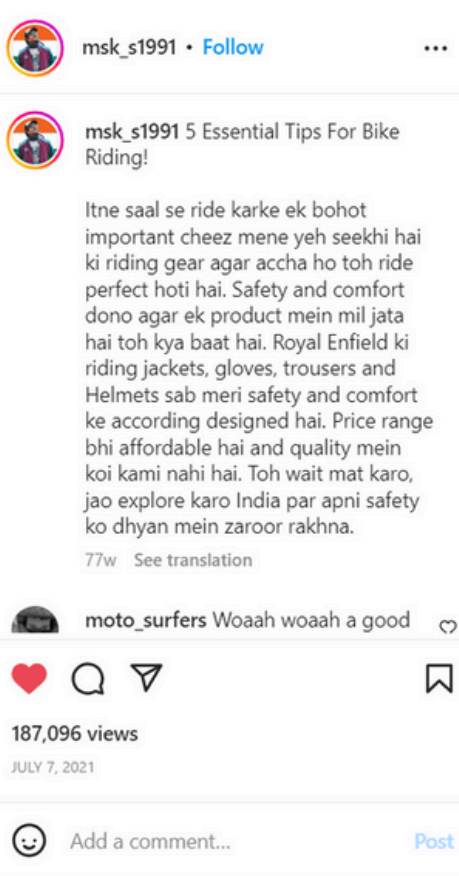 msk_s1991 • Follow
msk_s1991 5 Essential Tips For Bike
Riding!
Itne saal se ride karke ek bohot
important cheez mene yeh seekhi hai
ki riding gear agar accha ho toh ride
perfect hoti hai. Safety and comfort
dono agar ek product mein mil jata
hai toh kya baat hai. Royal Enfield ki
riding jackets, gloves, trousers and
Helmets sab meri safety and comfort
ke according designed hai. Price range
bhi affordable hai and quality mein
koi kami nahi hai. Toh wait mat karo,
jao explore karo India par apni safety
ko dhyan mein zaroor rakhna.
77w See translation
moto_surfers Woaah woaah a good
187,096 views
JULY 7, 2021
Add a comment... Post